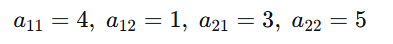 a₁₁ = 4, a₁₂ = 1, a₂₁ = 3, a₂₂ = 5